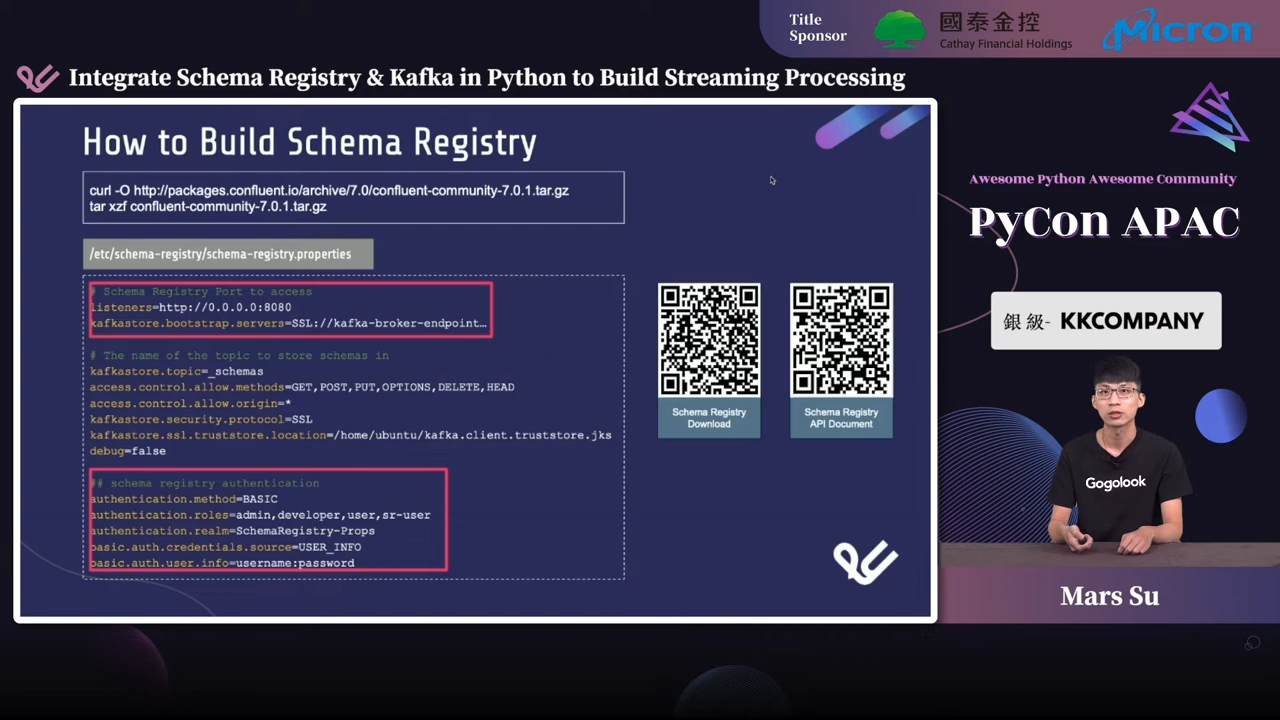 Title
Sponsor
國泰金控
Cathay Financial Holdings
Micron
Integrate Schema Registry & Kafka in Python to Build Streaming Processing
How to Build Schema Registry
curl -O http://packages.confluent.io/archive/7.0/confluent-community-7.0.1.tar.gz
tar xzf confluent-community-7.0.1.tar.gz
/etc/schema-registry/schema-registry.properties
# Schema Registry Port to access
listeners=http://0.0.0.0:8080
kafkastore.bootstrap.servers=SSL://kafka-broker-endpoint…
# The name of the topic to store schemas in
kafkastore.topic=_schemas
access.control.allow.methods=GET,POST,PUT,OPTIONS,DELETE,HEAD
access.control.allow.origin=*
kafkastore.security.protocol=SSL
kafkastore.ssl.truststore.location=/home/ubuntu/kafka.client.truststore.jks
debug=false
## schema registry authentication
authentication.method=BASIC
authentication.roles=admin,developer,user,sr-user
authentication.realm=SchemaRegistry-Props
basic.auth.credentials.source=USER_INFO
basic.auth.user.info=username:password
Schema Registry
Download
Schema Registry
API Document
Awesome Python Awesome Community
PyCon APAC
銀級- KKCOMPANY
Gogolook
Mars Su